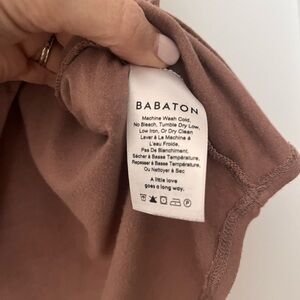 BABATON
Machine Wash Cold,
No Bleach, Tumble Dry Low,
Low Iron, Or Dry Clean
Laver à La Machine à
L'eau Froide,
Pas De Blanchiment,
Sécher à Basse Température,
Repasser à Basse Température,
Ou Nettoyer à Sec
A little love
goes a long way.